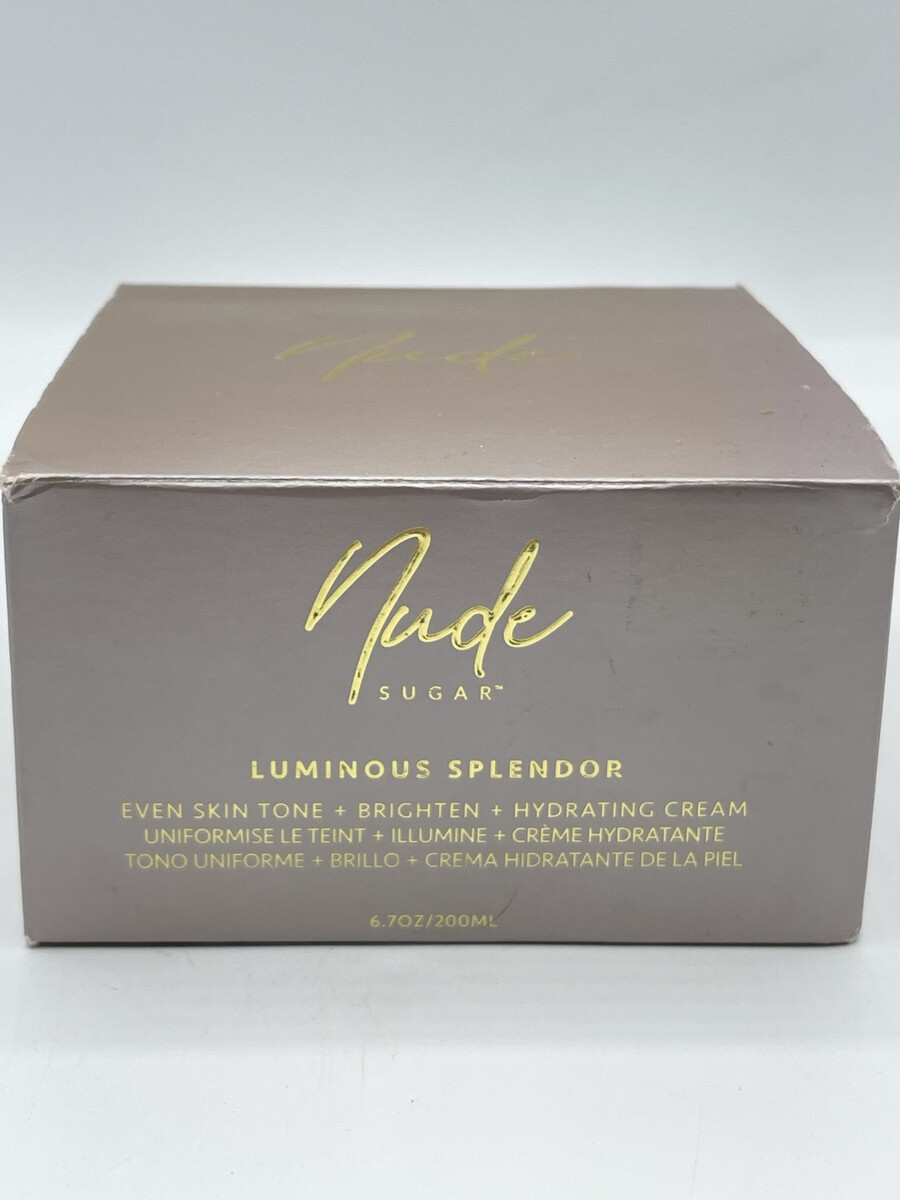 Nude
Nude
SUGAR™
LUMINOUS SPLENDOR
EVEN SKIN TONE + BRIGHTEN + HYDRATING CREAM
UNIFORMISE LE TEINT + ILLUMINE + CRÈME HYDRATANTE
TONO UNIFORME + BRILLO + CREMA HIDRATANTE DE LA PIEL
6.7OZ/200ML